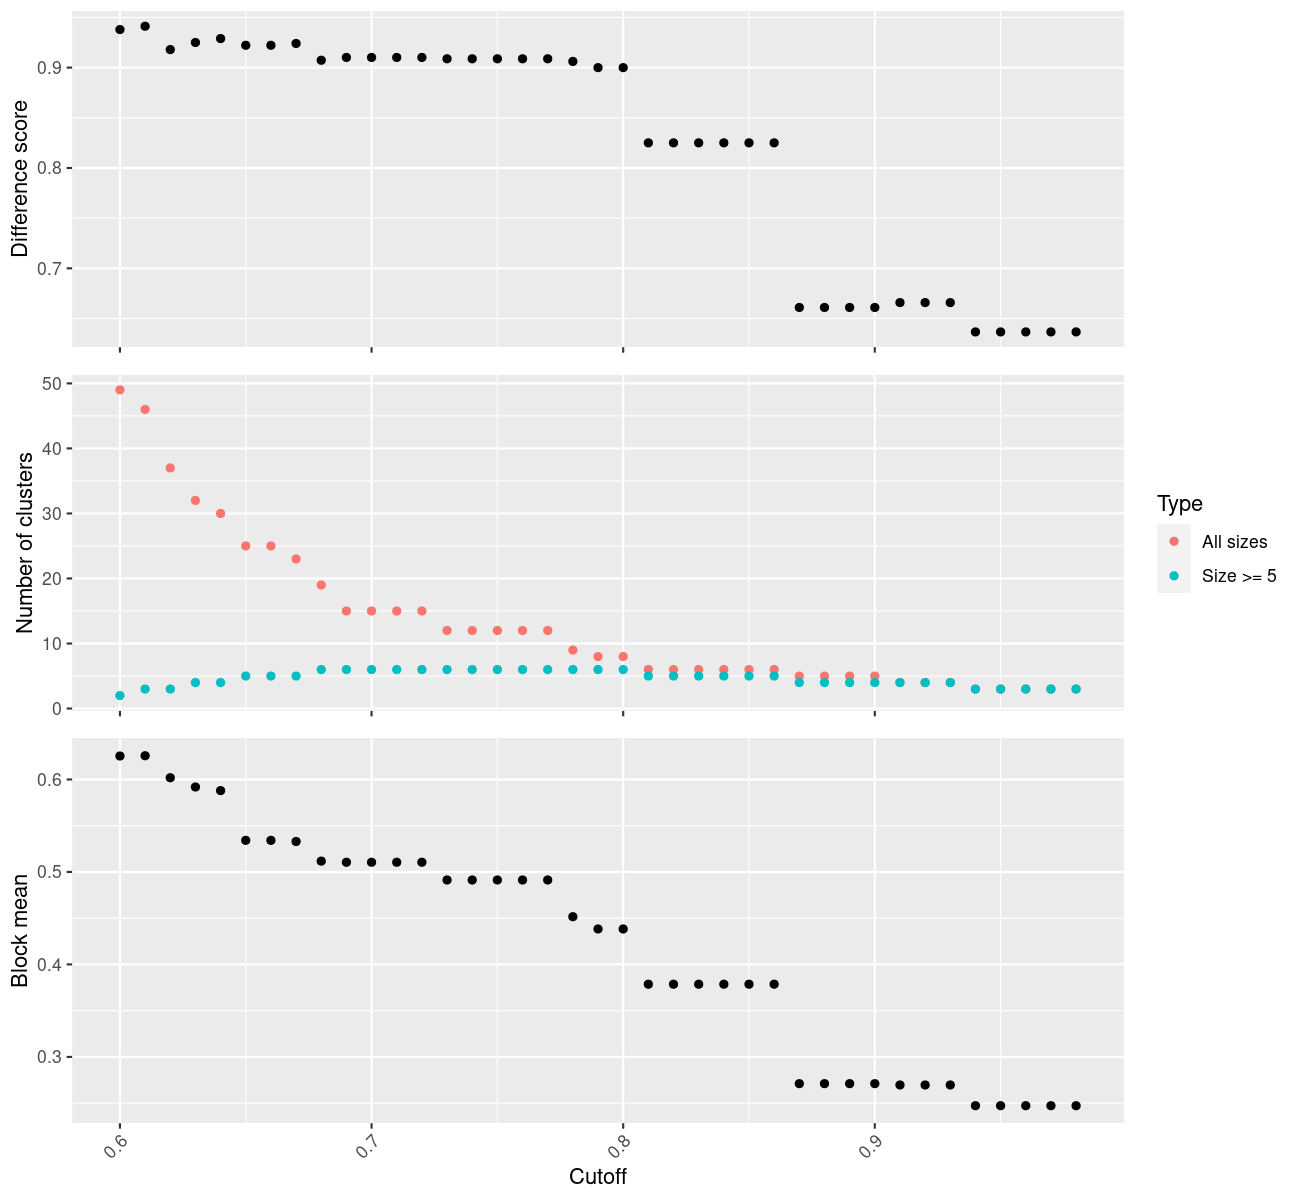 Difference score
0.9
0.8
0.7
Number of clusters
50
40
30
20
10
0
Type
All sizes
Size >= 5
Block mean
0.6
0.5
0.4
0.3
0.6 0.7 0.8 0.9
Cutoff